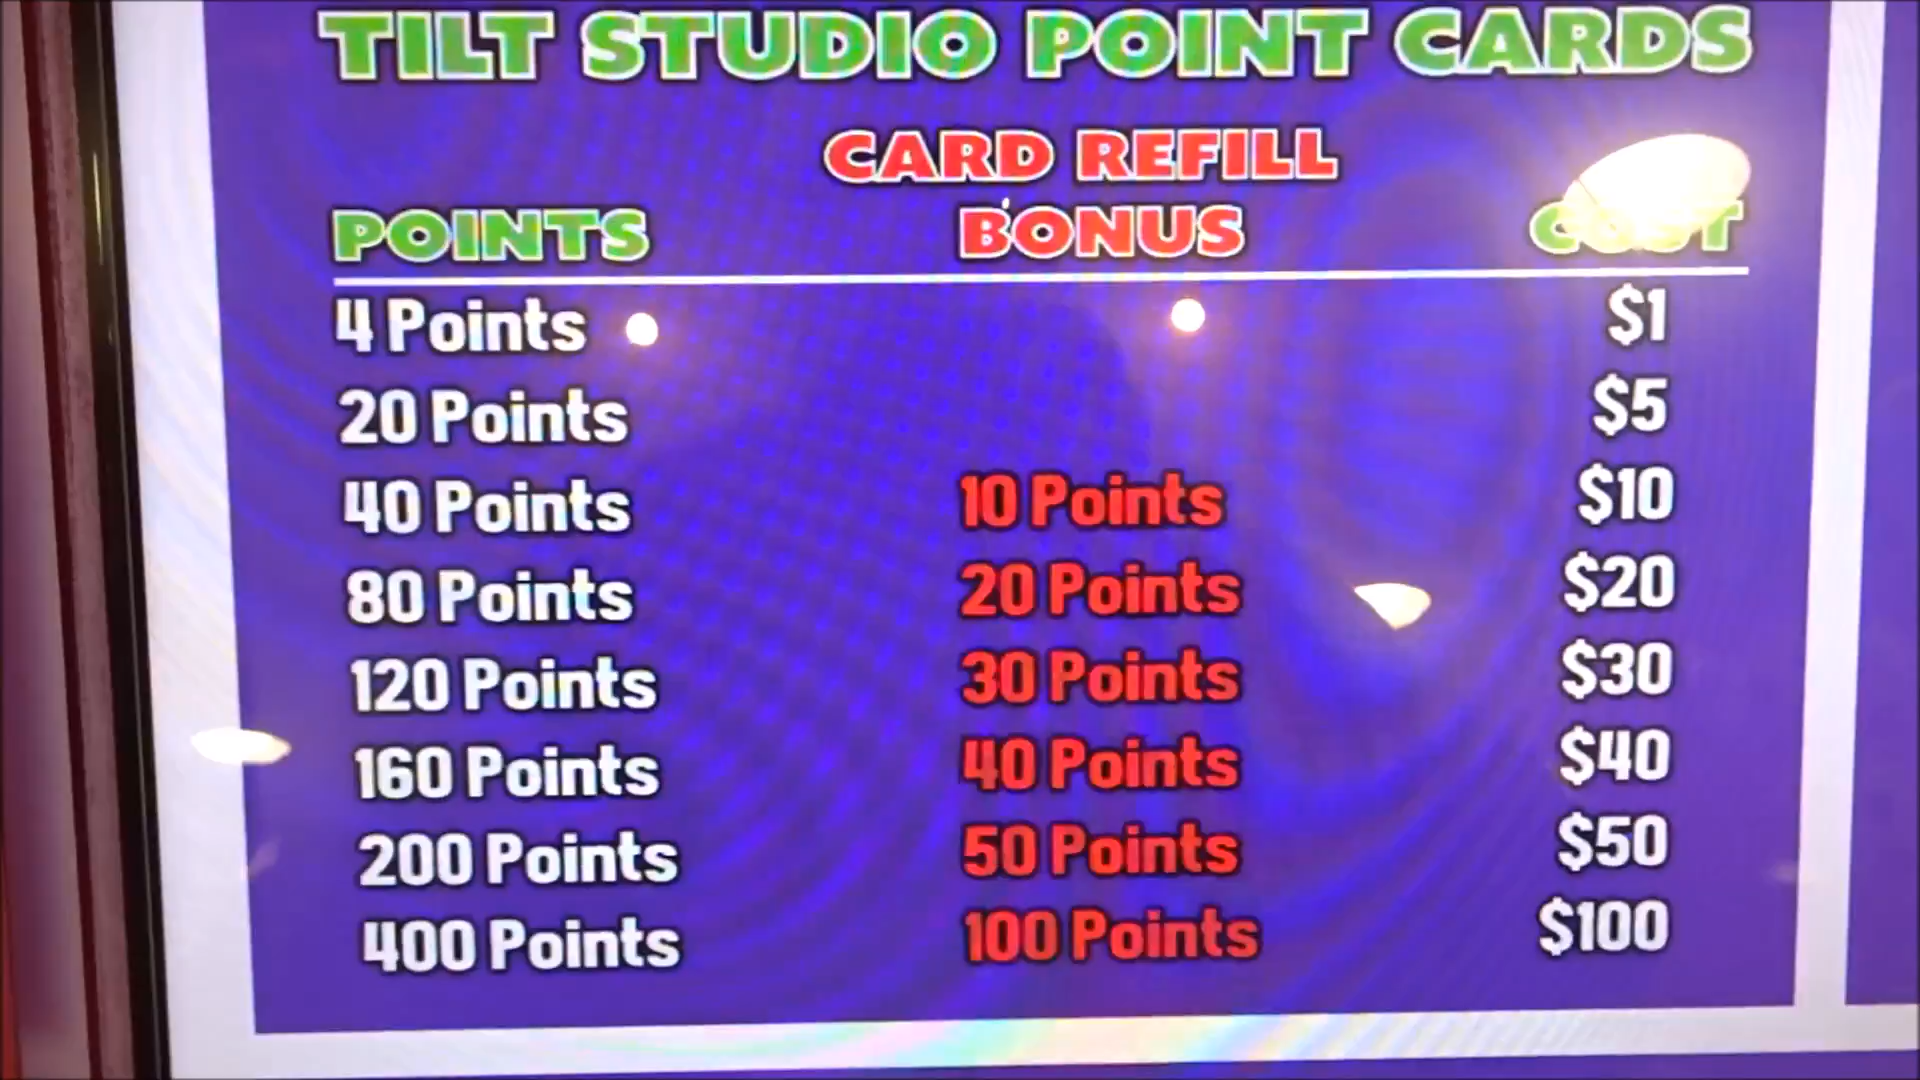 TILT STUDIO POINT CARDS
CARD REFILL
POINTS BONUS COST
4 Points $1
20 Points $5
40 Points 10 Points $10
80 Points 20 Points $20
120 Points 30 Points $30
160 Points 40 Points $40
200 Points 50 Points $50
400 Points 100 Points $100